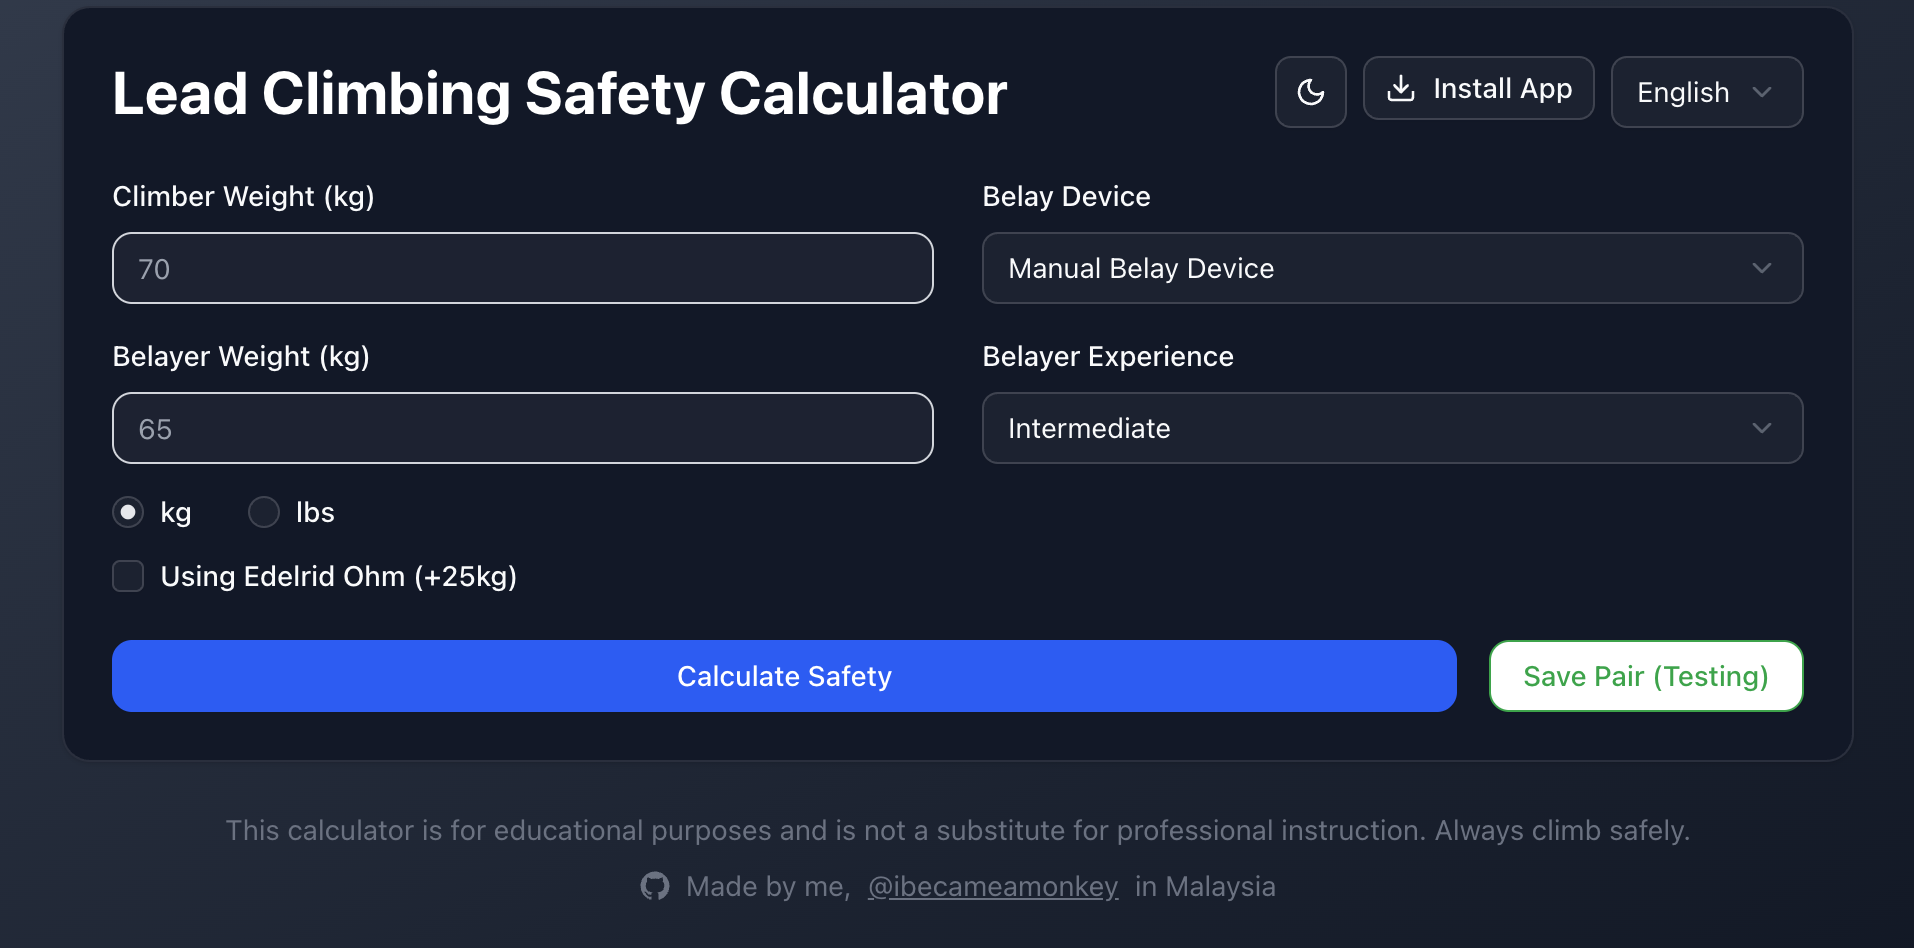 Lead Climbing Safety Calculator
Install App
English
Climber Weight (kg)
70
Belay Device
Manual Belay Device
Belayer Weight (kg)
65
Belayer Experience
Intermediate
kg
lbs
Using Edelrid Ohm (+25kg)
Calculate Safety
Save Pair (Testing)
This calculator is for educational purposes and is not a substitute for professional instruction. Always climb safely.
Made by me, @ibecameamonkey in Malaysia